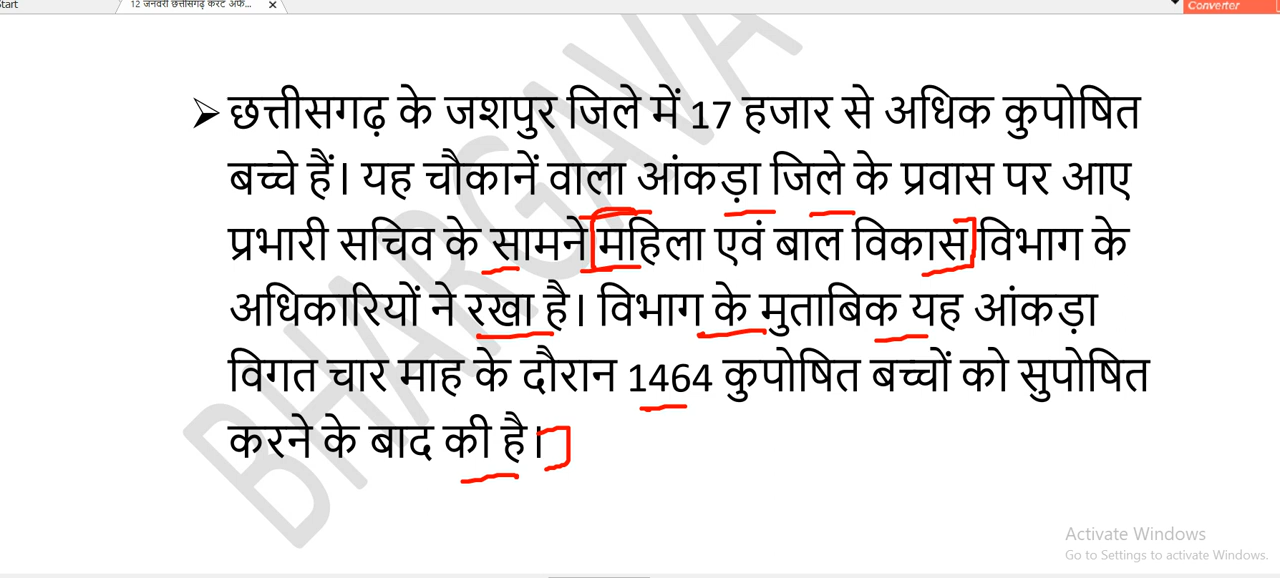 tart
12 जनवरी छत्तीसगढ़ करंट अफे...
Converter
BHARGAVA
➤ छत्तीसगढ़ के जशपुर जिले में 17 हजार से अधिक कुपोषित
बच्चे हैं। यह चौकानें वाला आंकड़ा जिले के प्रवास पर आए
प्रभारी सचिव के सामने महिला एवं बाल विकास विभाग के
अधिकारियों ने रखा है। विभाग के मुताबिक यह आंकड़ा
विगत चार माह के दौरान 1464 कुपोषित बच्चों को सुपोषित
करने के बाद की है।
Activate Windows
Go to Settings to activate Windows.